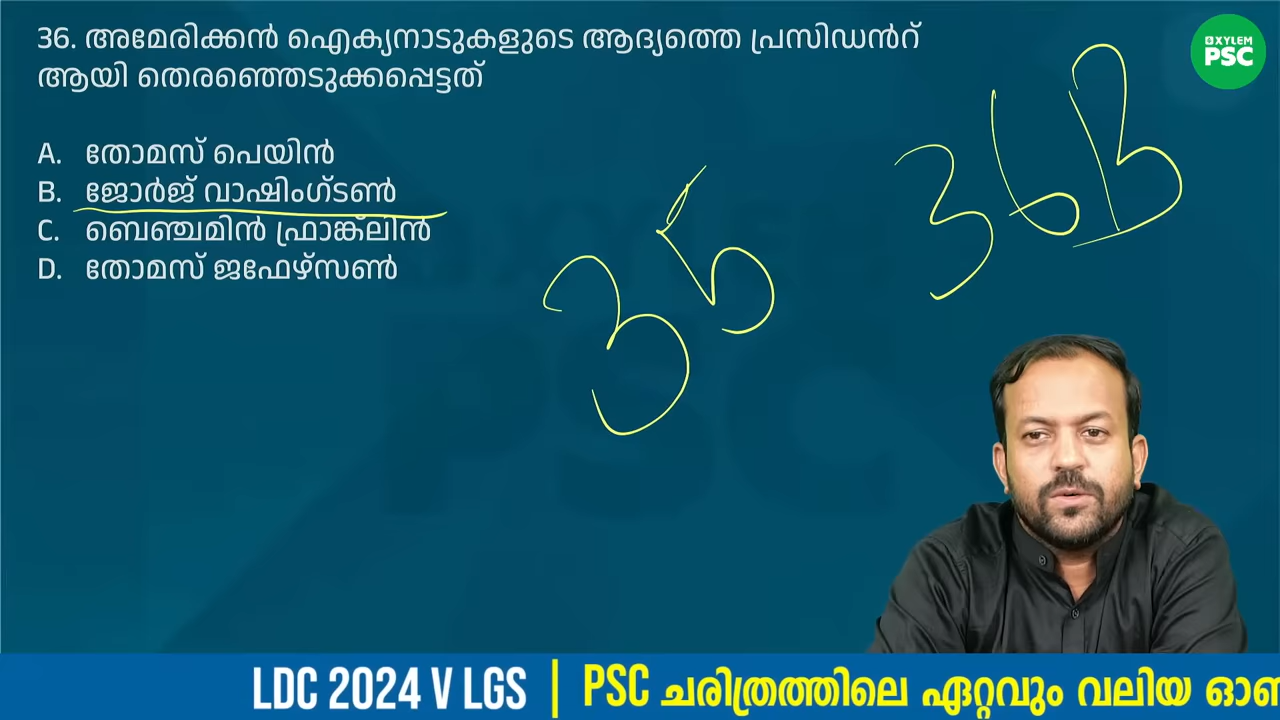 36. അമേരിക്കൻ ഐക്യനാടുകളുടെ ആദ്യത്തെ പ്രസിഡൻറ്
ആയി തെരഞ്ഞെടുക്കപ്പെട്ടത്
A. തോമസ് പെയിൻ
B. ജോർജ് വാഷിംഗ്ടൺ
C. ബെഞ്ചമിൻ ഫ്രാങ്ക്ലിൻ
D. തോമസ് ജഫേഴ്സൺ
36B
35
XYLEM
PSC
LDC 2024 V LGS | PSC ചരിത്രത്തിലെ ഏറ്റവും വലിയ